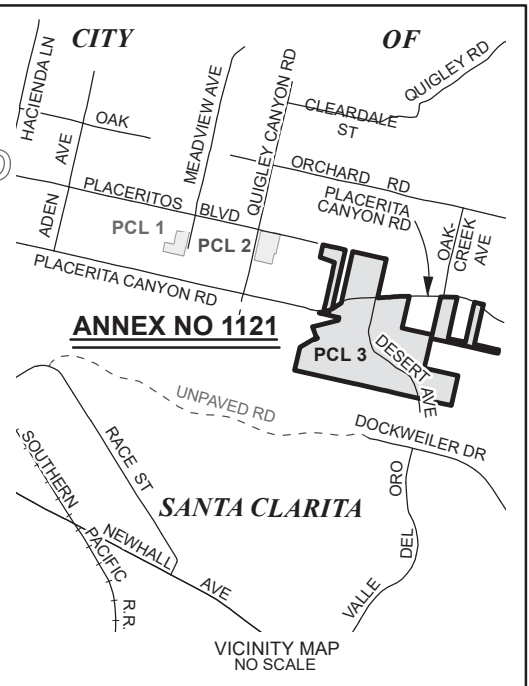 CITY
OF
HACIENDA LN
OAK
AVE
ADEN
MEADVIEW AVE
QUIGLEY CANYON RD
QUIGLEY RD
CLEARDALE
ST
ORCHARD RD
PLACERITA
CANYON RD
OAK-
CREEK
AVE
PLACERITOS BLVD
PCL 1
PCL 2
PLACERITA CANYON RD
ANNEX NO 1121
PCL 3
DESERT AVE
UNPAVED RD
DOCKWEILER DR
RACE ST
SOUTHERN
PACIFIC
R.R.
NEWHALL
AVE
SANTA CLARITA
VALLE
DEL
ORO
VICINITY MAP
NO SCALE